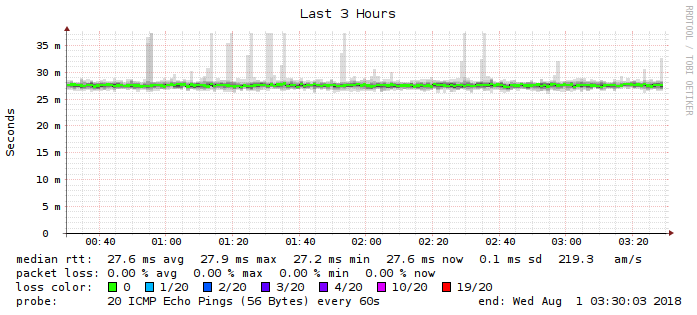 Last 3 Hours
RRDTOOL / TOBI OETIKER
Seconds
35 m
30 m
25 m
20 m
15 m
10 m
5 m
0
00:40 01:00 01:20 01:40 02:00 02:20 02:40 03:00 03:20
median rtt: 27.6 ms avg 27.9 ms max 27.2 ms min 27.6 ms now 0.1 ms sd 219.3 am/s
packet loss: 0.00 % avg 0.00 % max 0.00 % min 0.00 % now
loss color: 0 1/20 2/20 3/20 4/20 10/20 19/20
probe: 20 ICMP Echo Pings (56 Bytes) every 60s end: Wed Aug 1 03:30:03 2018